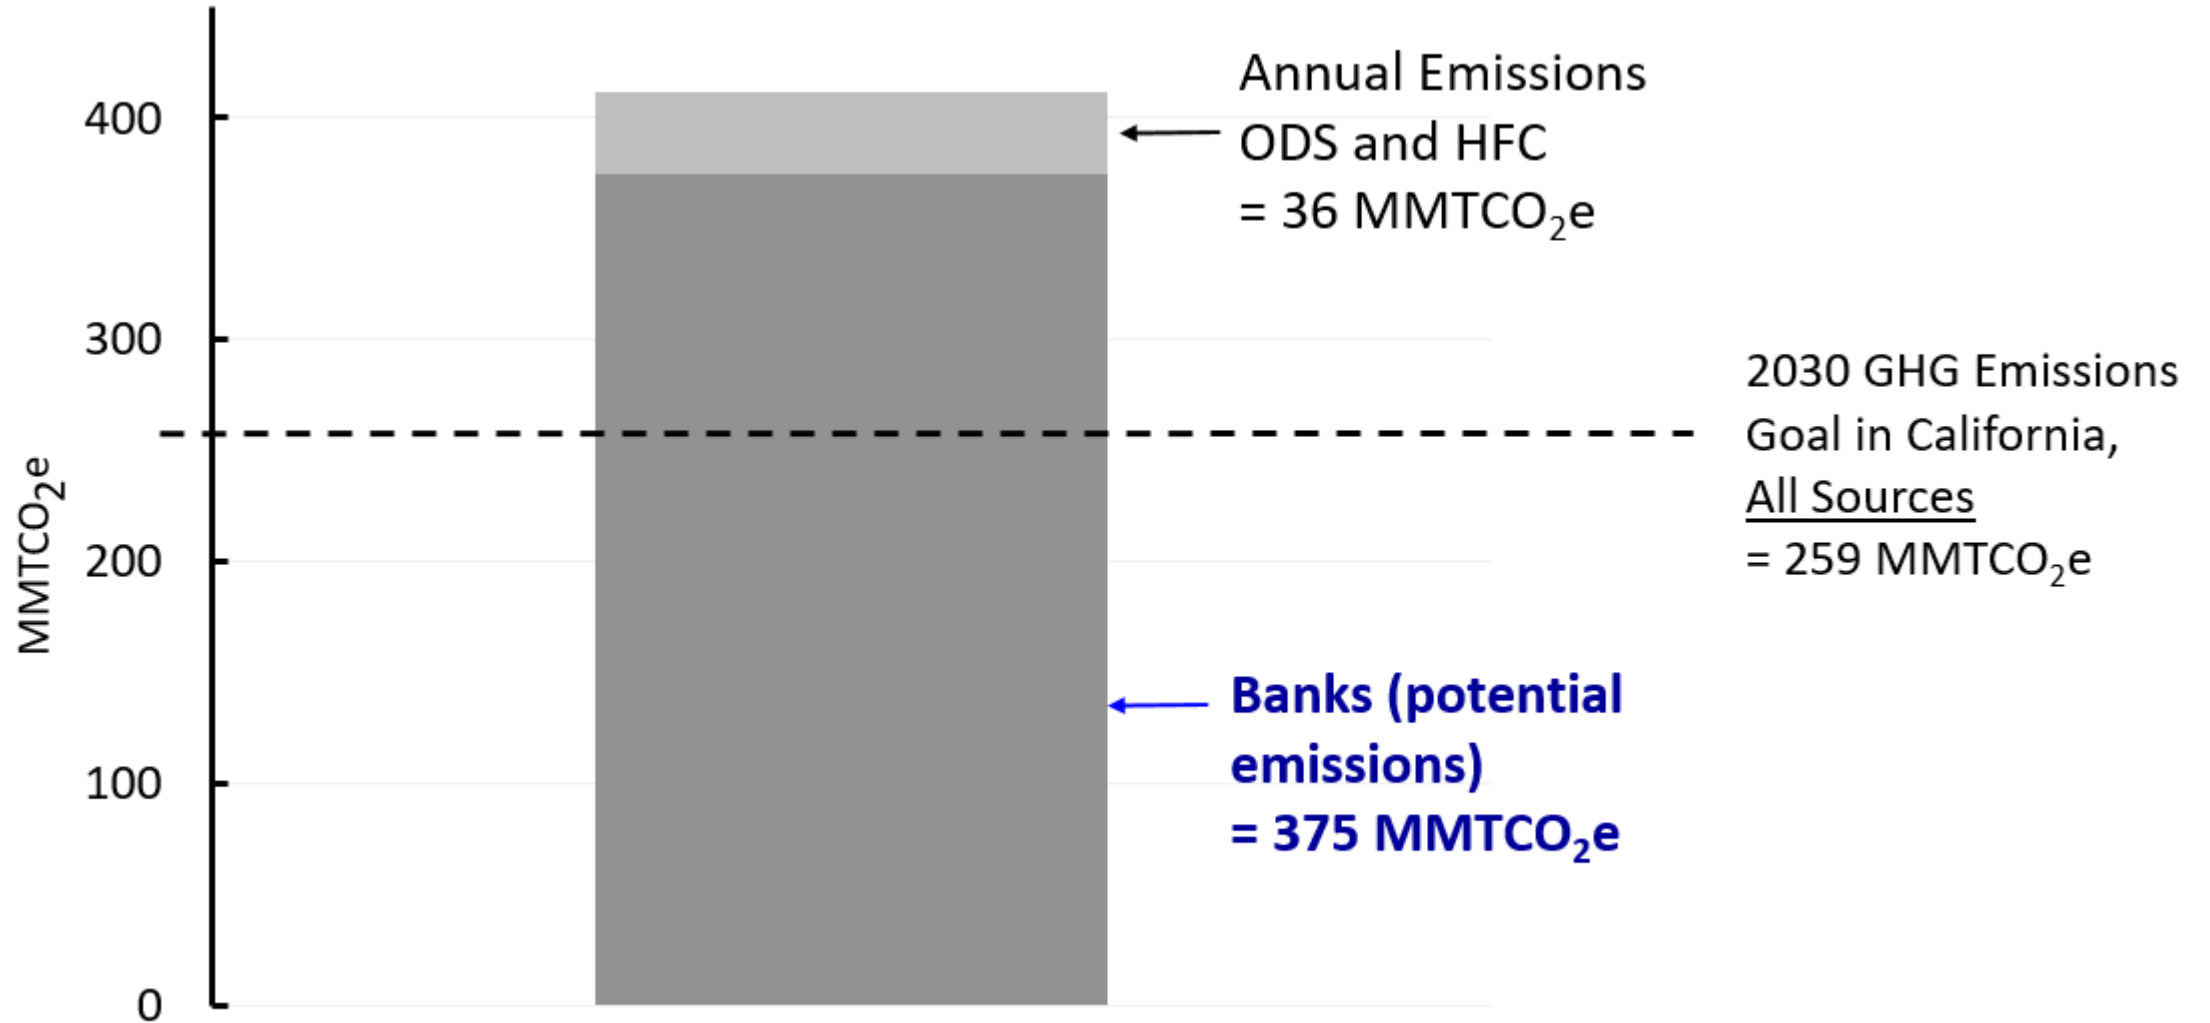 Annual Emissions
ODS and HFC
= 36 MMTCO₂e
400
300
200
100
0
MMTCO₂e
2030 GHG Emissions
Goal in California,
All Sources
= 259 MMTCO₂e
Banks (potential
emissions)
= 375 MMTCO₂e